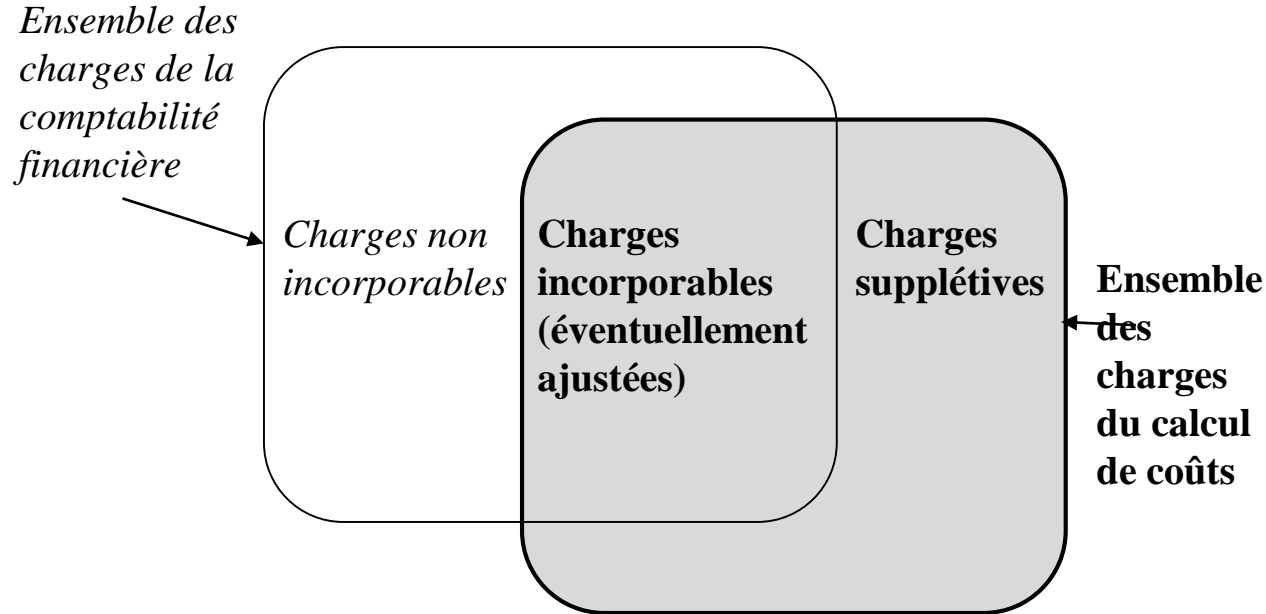 Ensemble des
charges de la
comptabilité
financière
Charges non
incorporables
Charges
incorporables
(éventuellement
ajustées)
Charges
supplétives
Ensemble
des
charges
du calcul
de coûts